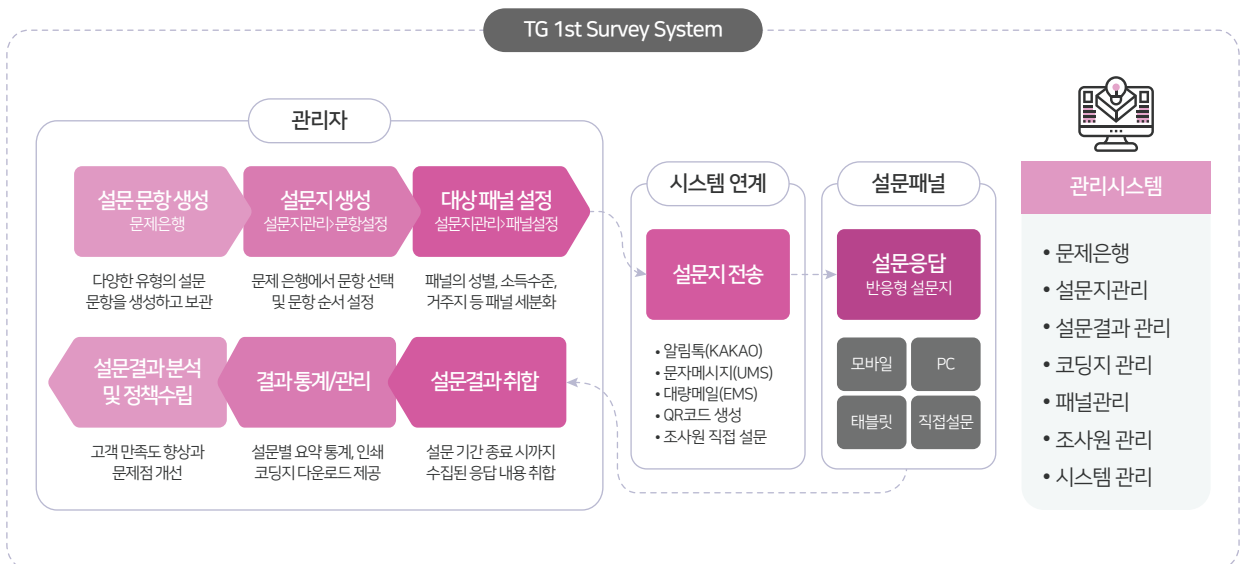 TG 1st Survey System
관리자
설문 문항 생성
문제은행
설문지 생성
설문지관리>문항설정
대상 패널 설정
설문지관리>패널설정
다양한 유형의 설문
문항을 생성하고 보관
문제 은행에서 문항 선택
및 문항 순서 설정
패널의 성별, 소득수준,
거주지 등 패널 세분화
설문결과 분석
및 정책수립
결과 통계/관리
설문결과 취합
고객 만족도 향상과
문제점 개선
설문별 요약 통계, 인쇄
코딩지 다운로드 제공
설문 기간 종료 시까지
수집된 응답 내용 취합
시스템 연계
설문지 전송
• 알림톡(KAKAO)
• 문자메시지(UMS)
• 대량메일(EMS)
• QR코드 생성
• 조사원 직접 설문
설문패널
설문응답
반응형 설문지
모바일
PC
태블릿
직접설문
관리시스템
• 문제은행
• 설문지관리
• 설문결과 관리
• 코딩지 관리
• 패널관리
• 조사원 관리
• 시스템 관리